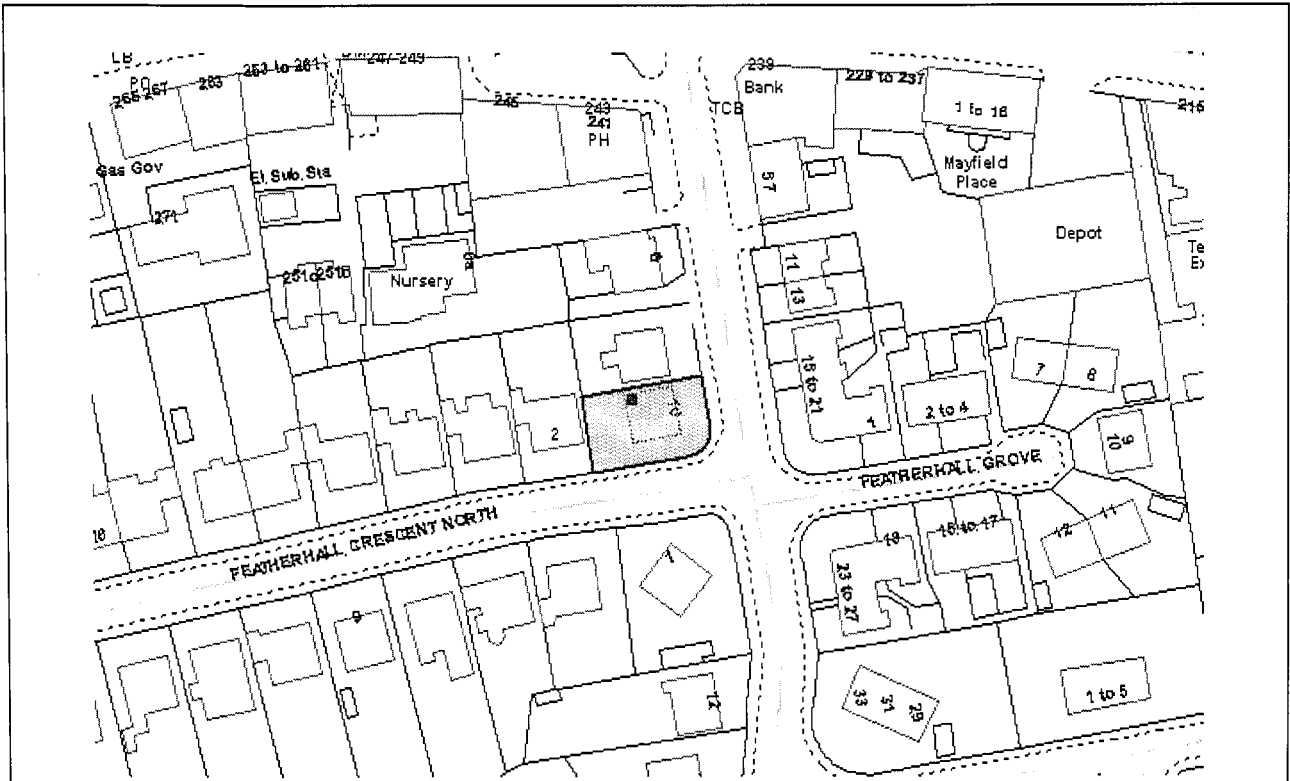 LB
PO
265 267
263
253 to 261
247-249
245
243
241
PH
TCB
239
Bank
229 to 237
1 to 16
Mayfield
Place
215
Gas Gov
El. Sub. Sta
271
Nursery
57
11
13
Depot
15 to 21
1
2 to 4
7
8
9
10
2
10
FEATHERHALL GROVE
FEATHERHALL CRESCENT NORTH
1
9
19
15 to 17
12
11
23 to 27
12
33
31
29
1 to 5